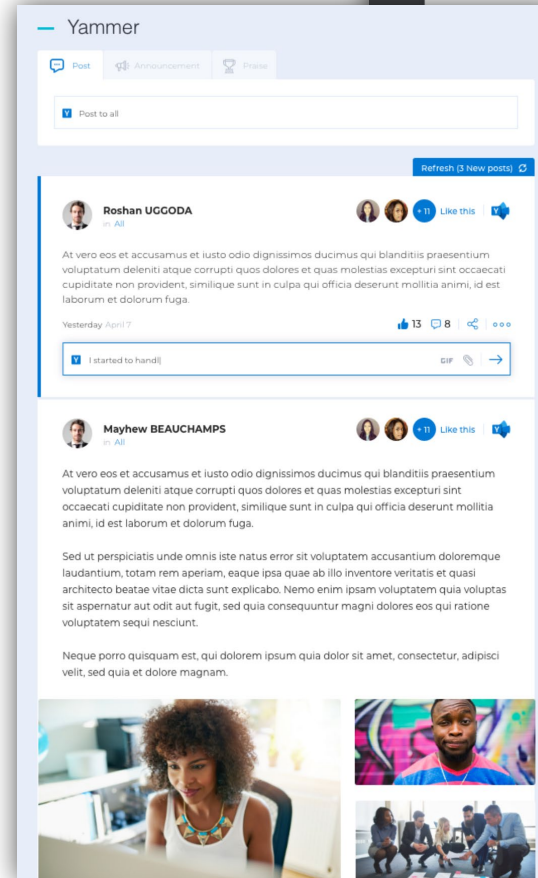 Yammer
Post Announcement Praise
Post to all
Refresh (3 New posts)
Roshan UGGODA
+ 11 Like this
in All
At vero eos et accusamus et iusto odio dignissimos ducimus qui blanditiis praesentium
voluptatum deleniti atque corrupti quos dolores et quas molestias excepturi sint occaecati
cupiditate non provident, similique sunt in culpa qui officia deserunt mollitia animi, id est
laborum et dolorum fuga.
Yesterday April 7
13 8
I started to handl
GIF
Mayhew BEAUCHAMPS
+ 11 Like this
in All
At vero eos et accusamus et iusto odio dignissimos ducimus qui blanditiis praesentium
voluptatum deleniti atque corrupti quos dolores et quas molestias excepturi sint
occaecati cupiditate non provident, similique sunt in culpa qui officia deserunt mollitia
animi, id est laborum et dolorum fuga.
Sed ut perspiciatis unde omnis iste natus error sit voluptatem accusantium doloremque
laudantium, totam rem aperiam, eaque ipsa quae ab illo inventore veritatis et quasi
architecto beatae vitae dicta sunt explicabo. Nemo enim ipsam voluptatem quia voluptas
sit aspernatur aut odit aut fugit, sed quia consequuntur magni dolores eos qui ratione
voluptatem sequi nesciunt.
Neque porro quisquam est, qui dolorem ipsum quia dolor sit amet, consectetur, adipisci
velit, sed quia et dolore magnam.